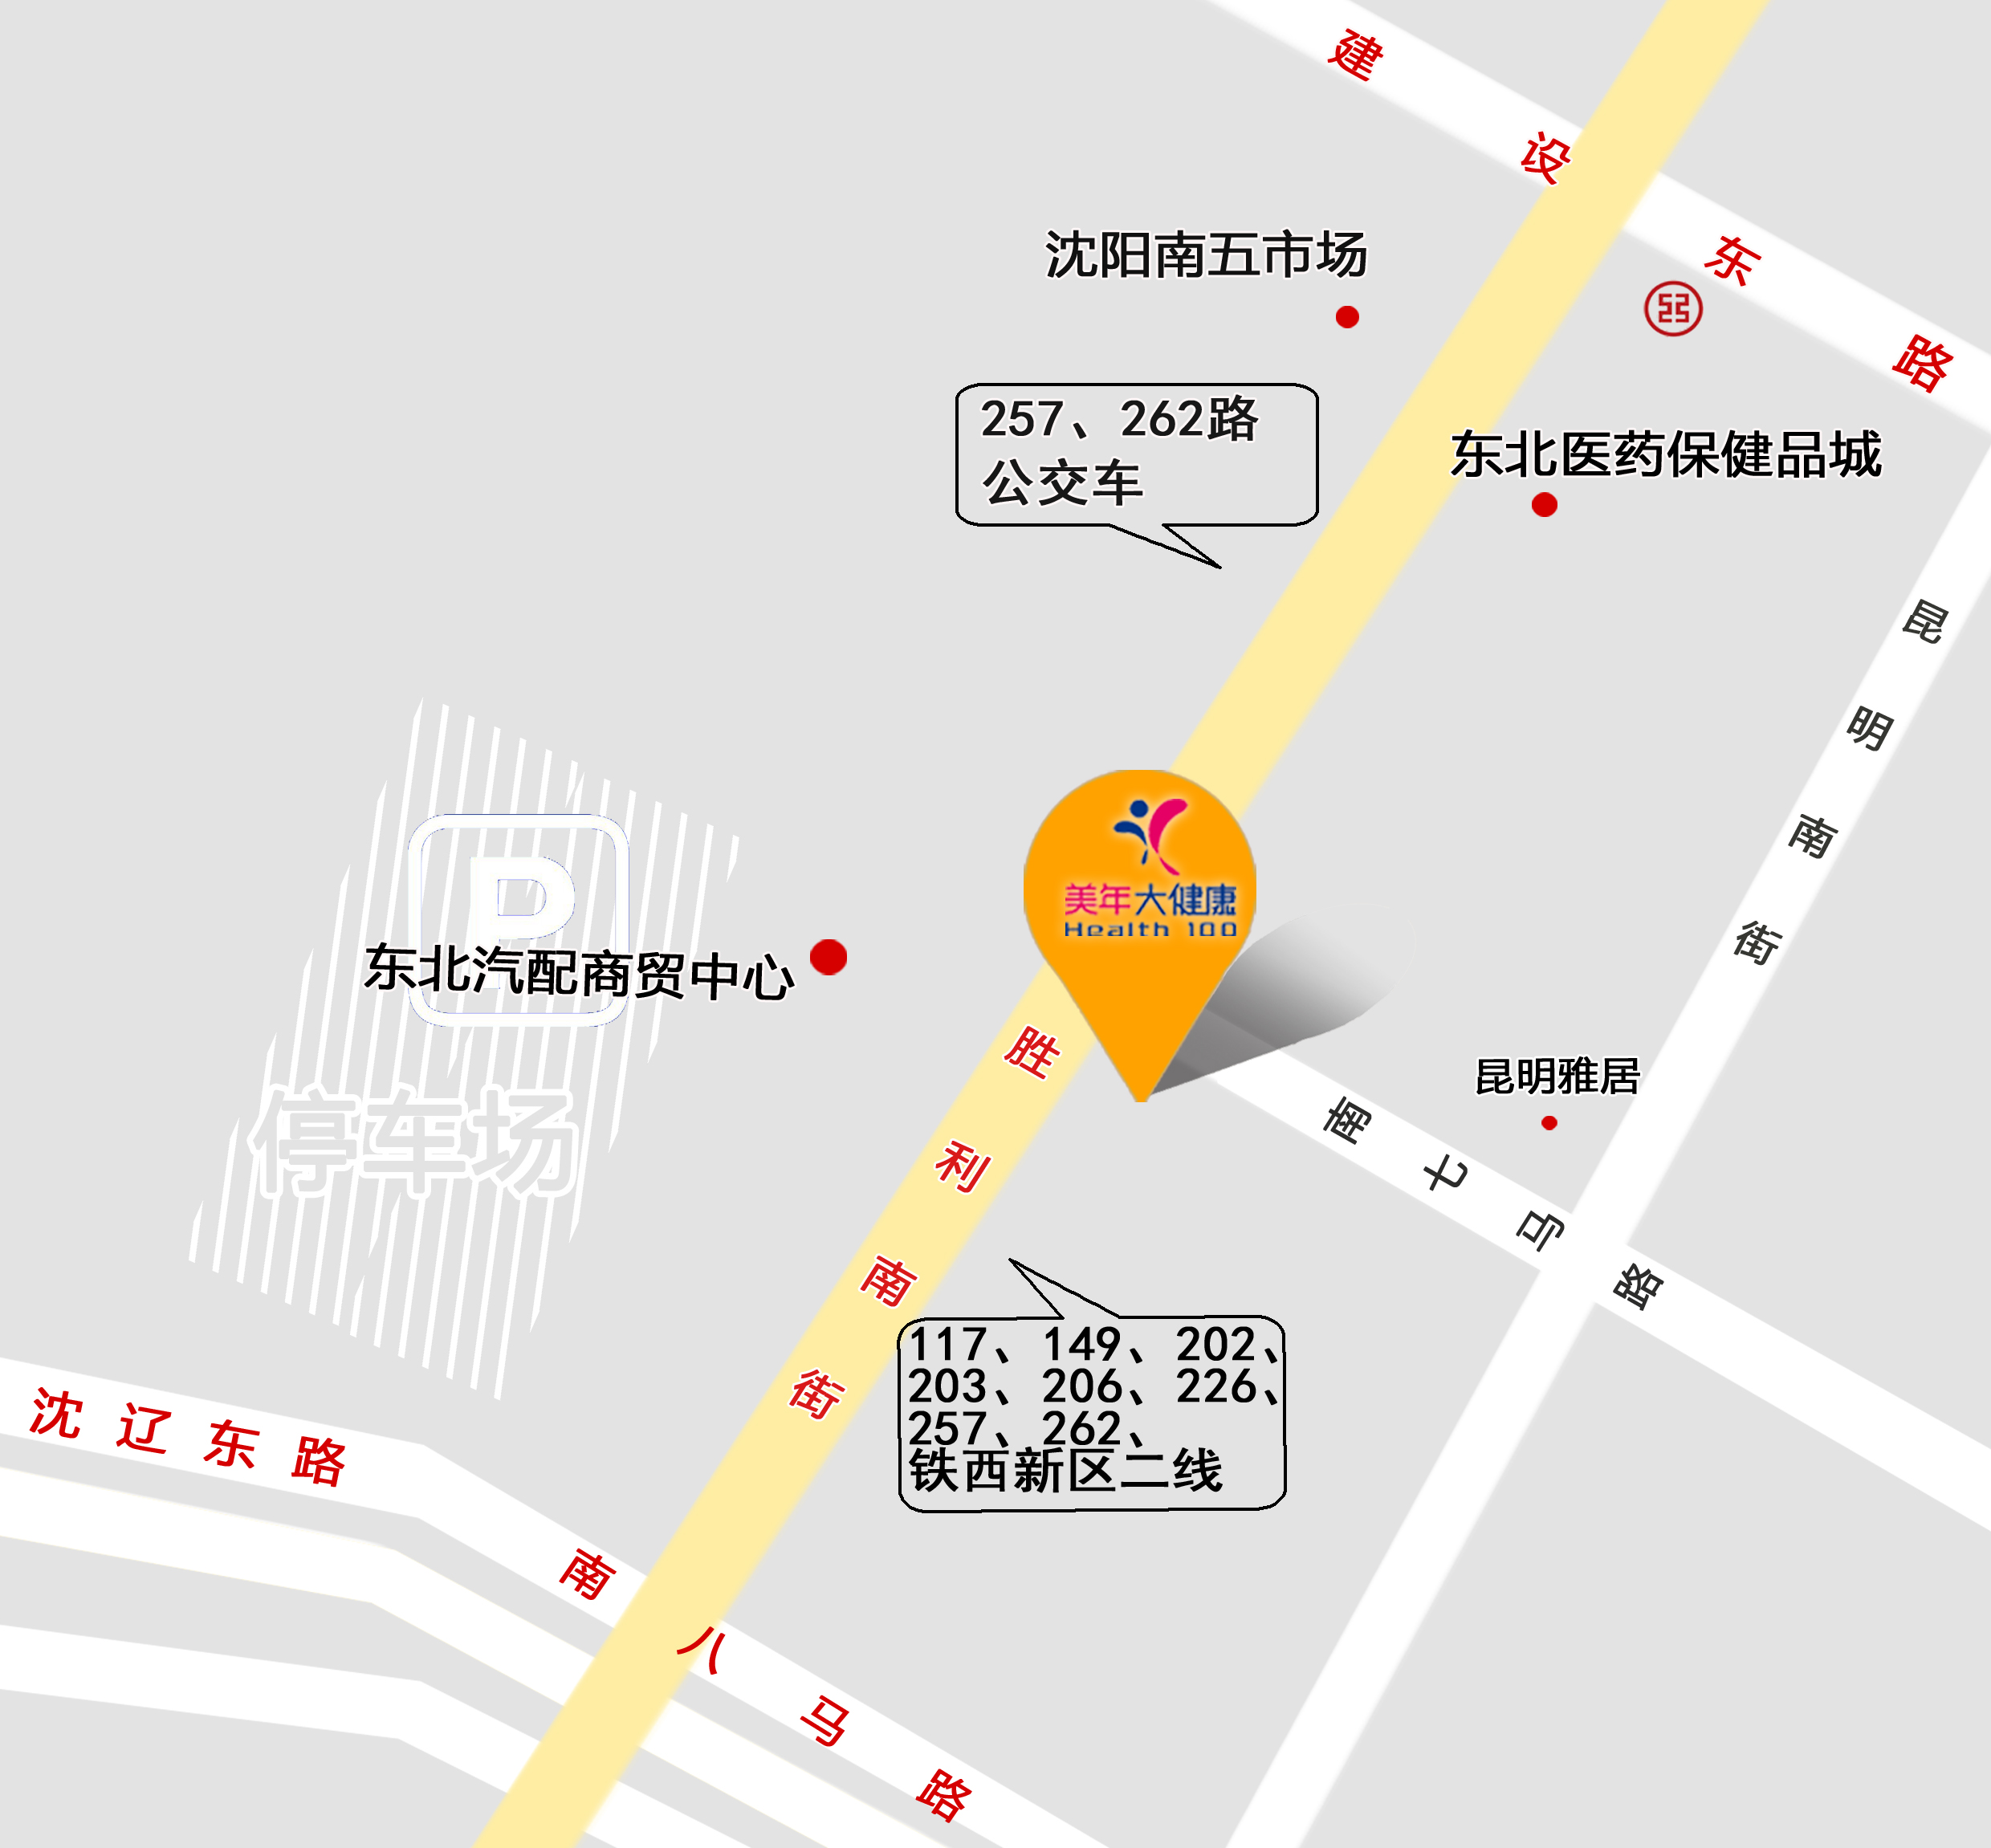 建设东路
沈阳南五市场
257、262路
公交车
东北医药保健品城
昆明南街
美年大健康
Health 100
东北汽配商贸中心
P
停车场
胜利南街
昆明雅居
南七马路
117、149、202、
203、206、226、
257、262、
铁西新区二线
沈辽东路
南八马路